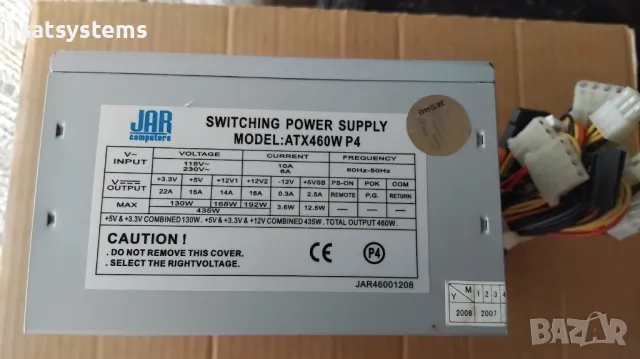 satsystems
JAR
computers
SWITCHING POWER SUPPLY
MODEL:ATX460W P4
V~ INPUT VOLTAGE CURRENT FREQUENCY
115V~ 10A 60Hz-50Hz
230V~ 6A
V OUTPUT +3.3V +5V +12V1 +12V2 -12V +5VSB PS-ON POK COM
22A 15A 14A 16A 0.3A 2.5A REMOTE P.G. RETURN
MAX 130W 168W 192W 3.6W 12.5W
435W
+5V & +3.3V COMBINED 130W. +5V & +3.3V & +12V COMBINED 435W. TOTAL OUTPUT 460W.
CAUTION !
. DO NOT REMOVE THIS COVER.
. SELECT THE RIGHTVOLTAGE.
CE P4
JAR46001208
M 1 2 3 4
Y
2006 2007
BAZAR
.bg